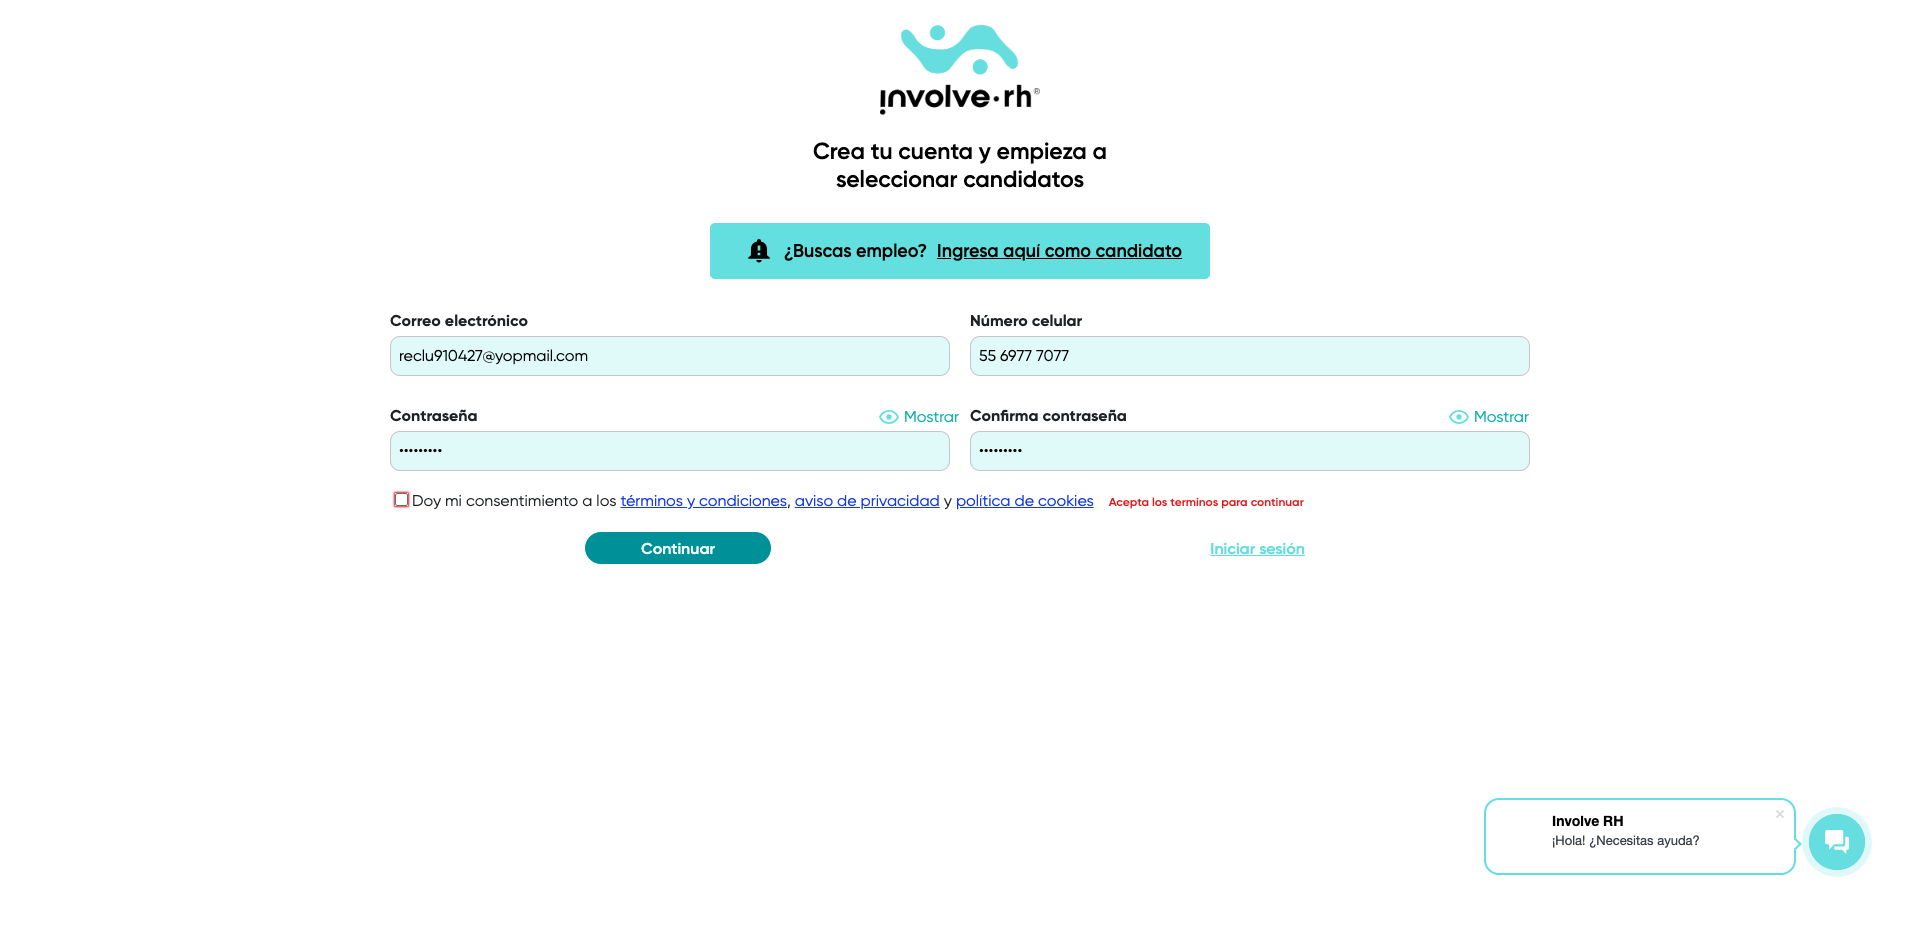 involve·rh®
Crea tu cuenta y empieza a
seleccionar candidatos
¿Buscas empleo? Ingresa aquí como candidato
Correo electrónico
reclu910427@yopmail.com
Número celular
55 6977 7077
Contraseña
Mostrar
•••••••••
Confirma contraseña
Mostrar
•••••••••
Doy mi consentimiento a los términos y condiciones, aviso de privacidad y política de cookies
Acepta los terminos para continuar
Continuar
Iniciar sesión
Involve RH
¡Hola! ¿Necesitas ayuda?